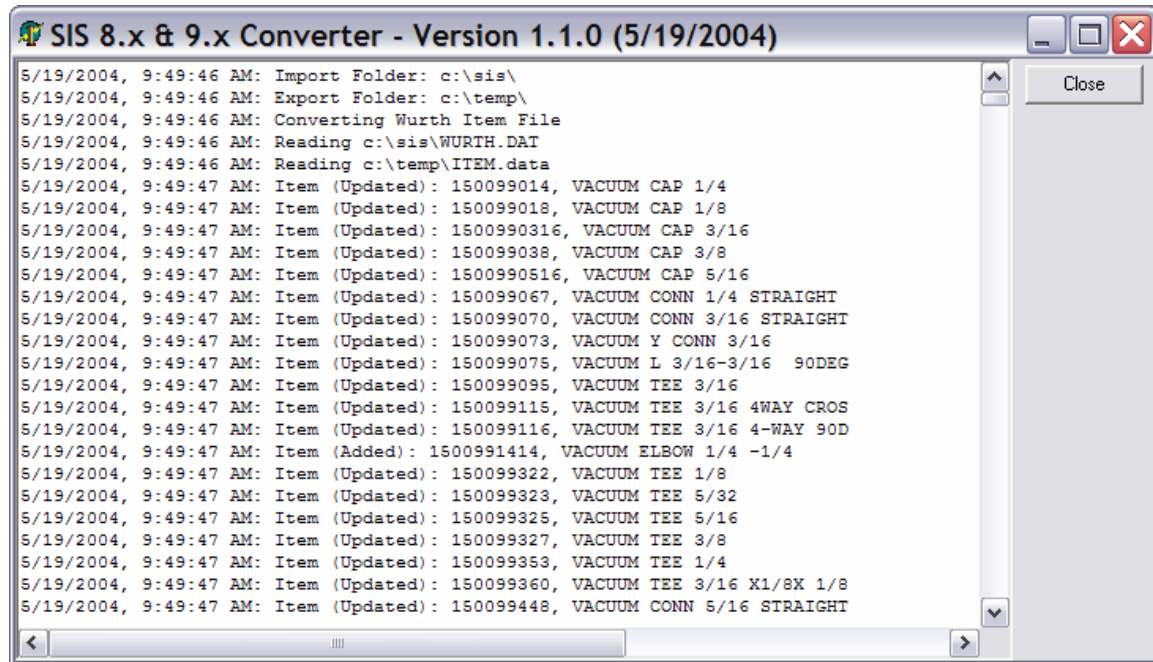 SIS 8.x & 9.x Converter - Version 1.1.0 (5/19/2004)
5/19/2004, 9:49:46 AM: Import Folder: c:\sis\
Close
5/19/2004, 9:49:46 AM: Export Folder: c:\temp\
5/19/2004, 9:49:46 AM: Converting Wurth Item File
5/19/2004, 9:49:46 AM: Reading c:\sis\WURTH.DAT
5/19/2004, 9:49:46 AM: Reading c:\temp\ITEM.data
5/19/2004, 9:49:47 AM: Item (Updated): 150099014, VACUUM CAP 1/4
5/19/2004, 9:49:47 AM: Item (Updated): 150099018, VACUUM CAP 1/8
5/19/2004, 9:49:47 AM: Item (Updated): 1500990316, VACUUM CAP 3/16
5/19/2004, 9:49:47 AM: Item (Updated): 150099038, VACUUM CAP 3/8
5/19/2004, 9:49:47 AM: Item (Updated): 1500990516, VACUUM CAP 5/16
5/19/2004, 9:49:47 AM: Item (Updated): 150099067, VACUUM CONN 1/4 STRAIGHT
5/19/2004, 9:49:47 AM: Item (Updated): 150099070, VACUUM CONN 3/16 STRAIGHT
5/19/2004, 9:49:47 AM: Item (Updated): 150099073, VACUUM Y CONN 3/16
5/19/2004, 9:49:47 AM: Item (Updated): 150099075, VACUUM L 3/16-3/16  90DEG
5/19/2004, 9:49:47 AM: Item (Updated): 150099095, VACUUM TEE 3/16
5/19/2004, 9:49:47 AM: Item (Updated): 150099115, VACUUM TEE 3/16 4WAY CROS
5/19/2004, 9:49:47 AM: Item (Updated): 150099116, VACUUM TEE 3/16 4-WAY 90D
5/19/2004, 9:49:47 AM: Item (Added): 1500991414, VACUUM ELBOW 1/4 -1/4
5/19/2004, 9:49:47 AM: Item (Updated): 150099322, VACUUM TEE 1/8
5/19/2004, 9:49:47 AM: Item (Updated): 150099323, VACUUM TEE 5/32
5/19/2004, 9:49:47 AM: Item (Updated): 150099325, VACUUM TEE 5/16
5/19/2004, 9:49:47 AM: Item (Updated): 150099327, VACUUM TEE 3/8
5/19/2004, 9:49:47 AM: Item (Updated): 150099353, VACUUM TEE 1/4
5/19/2004, 9:49:47 AM: Item (Updated): 150099360, VACUUM TEE 3/16 X1/8X 1/8
5/19/2004, 9:49:47 AM: Item (Updated): 150099448, VACUUM CONN 5/16 STRAIGHT